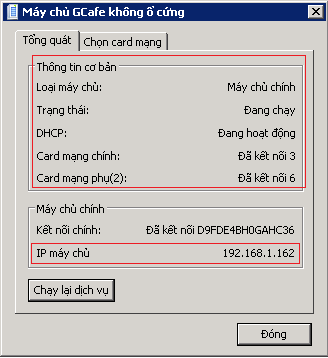 Máy chủ GCafe không ổ cứng
Tổng quát
Chọn card mạng
Thông tin cơ bản
Loại máy chủ: Máy chủ chính
Trạng thái: Đang chạy
DHCP: Đang hoạt động
Card mạng chính: Đã kết nối 3
Card mạng phụ(2): Đã kết nối 6
Máy chủ chính
Kết nối chính: Đã kết nối D9FDE4BH0GAHC36
IP máy chủ 192.168.1.162
Chạy lại dịch vụ
Đóng